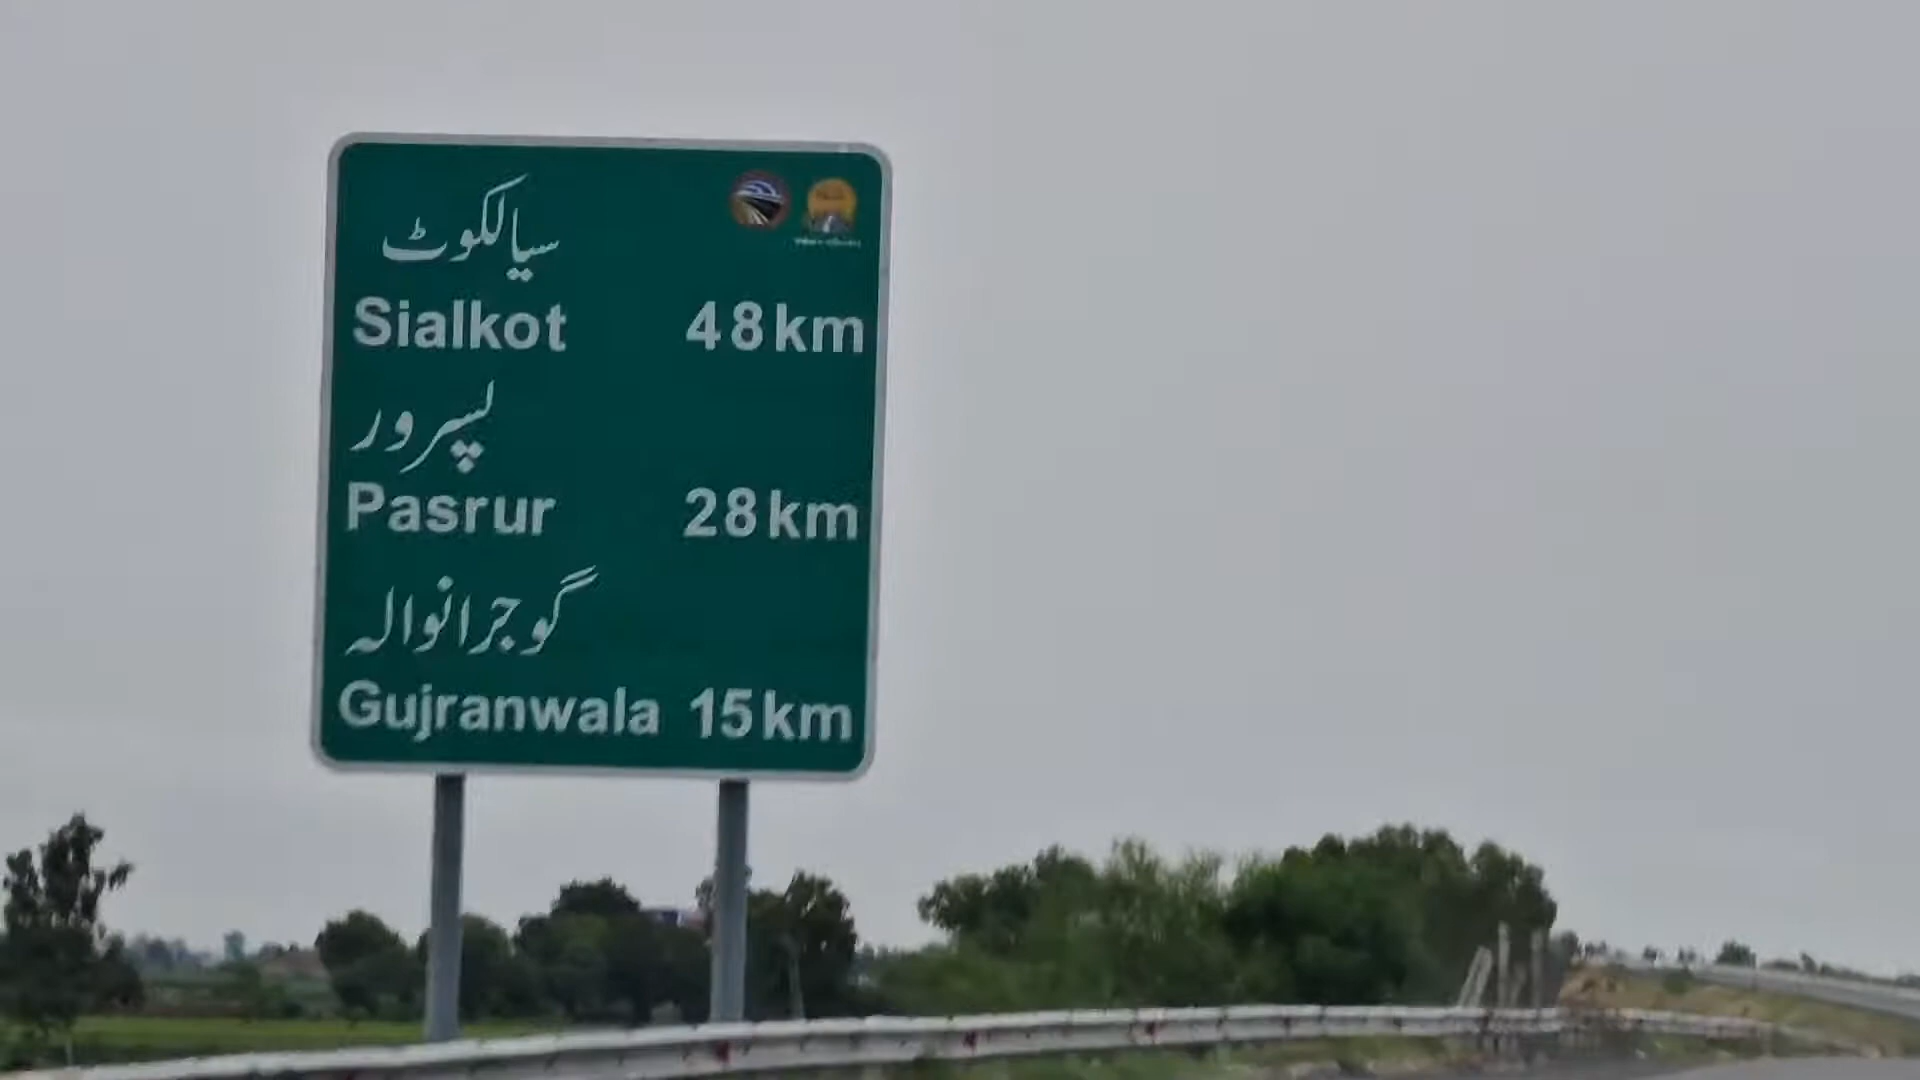 سیالکوٹ
Sialkot 48km
پسرور
Pasrur 28km
گوجرانوالہ
Gujranwala 15km